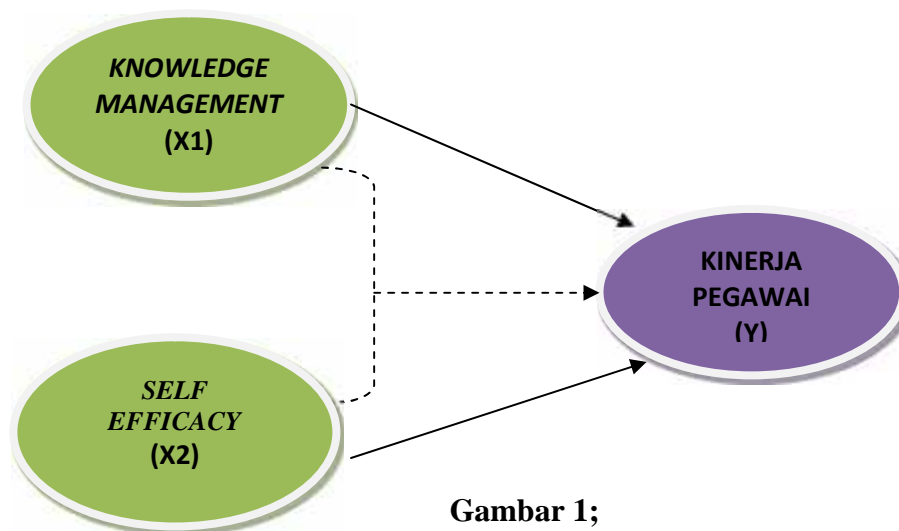 KNOWLEDGE
MANAGEMENT
(X1)
KINERJA
PEGAWAI
(Y)
SELF
EFFICACY
(X2)
Gambar 1;